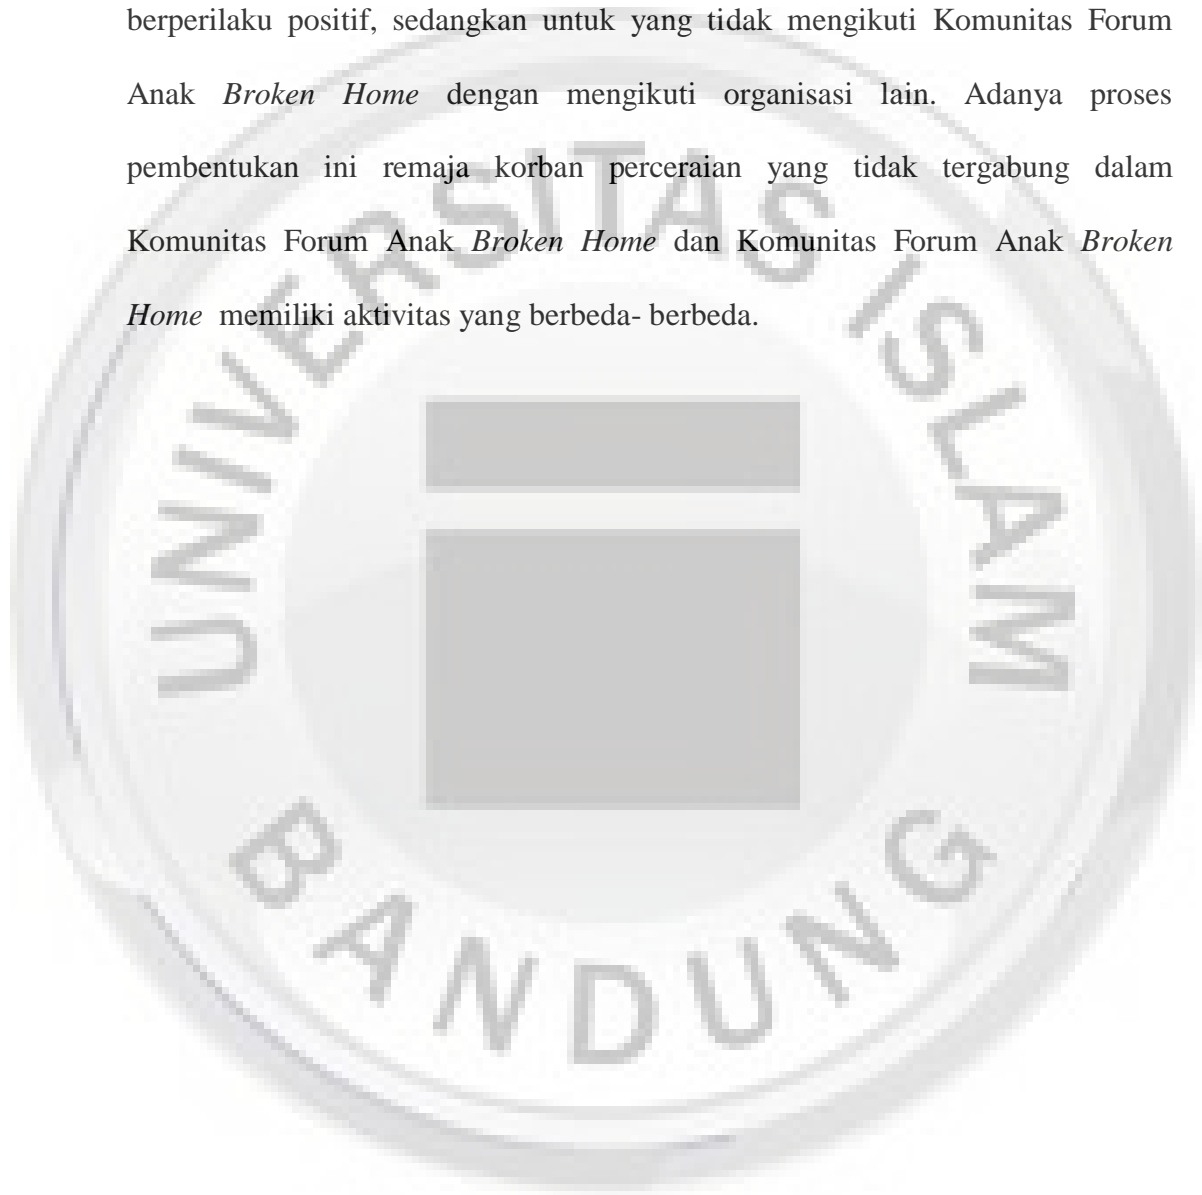 berperilaku positif, sedangkan untuk yang tidak mengikuti Komunitas Forum
Anak Broken Home dengan mengikuti organisasi lain. Adanya proses
pembentukan ini remaja korban perceraian yang tidak tergabung dalam
Komunitas Forum Anak Broken Home dan Komunitas Forum Anak Broken
Home memiliki aktivitas yang berbeda- berbeda.
UNIVERSITAS ISLAM
BANDUNG